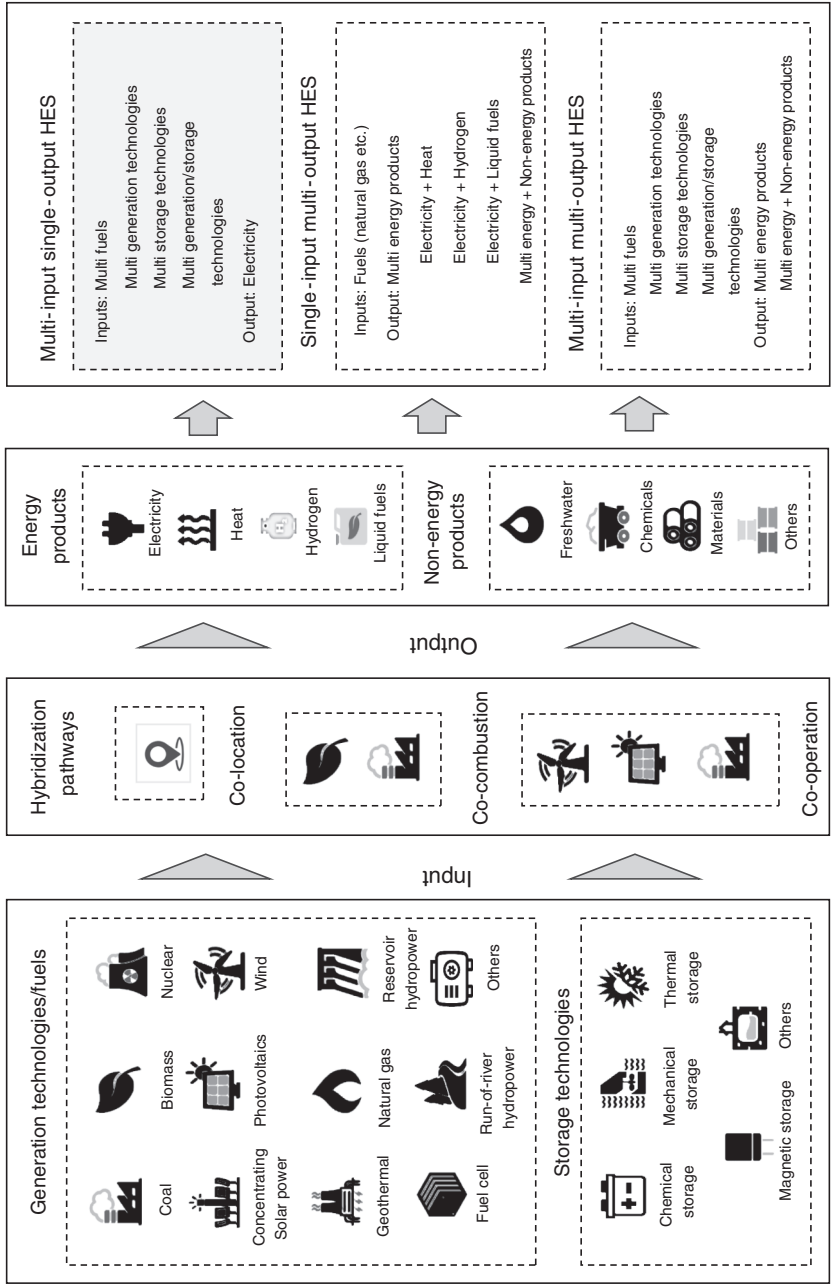 Generation technologies/fuels
Coal
Biomass
Nuclear
Concentrating
Solar power
Photovoltaics
Wind
Geothermal
Natural gas
Reservoir
hydropower
Fuel cell
Run-of-river
hydropower
Others
Storage technologies
Chemical
storage
Mechanical
storage
Thermal
storage
Magnetic storage
Others
Input
Hybridization
pathways
Co-location
Co-combustion
Co-operation
Output
Energy
products
Electricity
Heat
Hydrogen
Liquid fuels
Non-energy
products
Freshwater
Chemicals
Materials
Others
Multi-input single-output HES
Inputs: Multi fuels
Multi generation technologies
Multi storage technologies
Multi generation/storage
technologies
Output: Electricity
Single-input multi-output HES
Inputs: Fuels (natural gas etc.)
Output: Multi energy products
Electricity + Heat
Electricity + Hydrogen
Electricity + Liquid fuels
Multi energy + Non-energy products
Multi-input multi-output HES
Inputs: Multi fuels
Multi generation technologies
Multi storage technologies
Multi generation/storage
technologies
Output: Multi energy products
Multi energy + Non-energy products